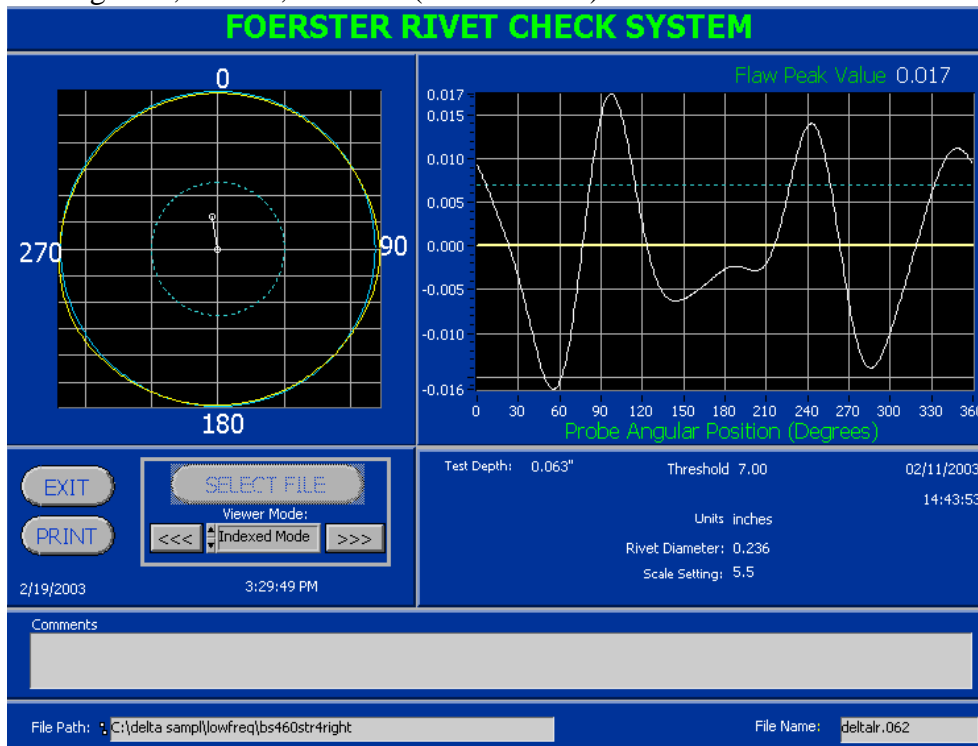 FOERSTER RIVET CHECK SYSTEM
0
270
90
180
Flaw Peak Value 0.017
0.017
0.015
0.010
0.005
0.000
-0.005
-0.010
-0.016
0 30 60 90 120 150 180 210 240 270 300 330 360
Probe Angular Position (Degrees)
EXIT
SELECT FILE
Viewer Mode:
PRINT
<<< Indexed Mode >>>
2/19/2003 3:29:49 PM
Test Depth: 0.063" Threshold 7.00 02/11/2003
14:43:53
Units inches
Rivet Diameter: 0.236
Scale Setting: 5.5
Comments
File Path: C:\delta sampl\lowfreq\bs460str4right File Name: deltalr.062